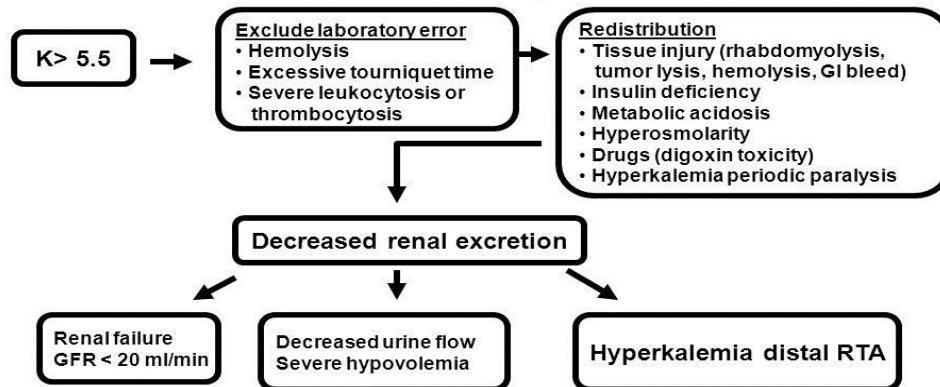 K> 5.5
Exclude laboratory error
• Hemolysis
• Excessive tourniquet time
• Severe leukocytosis or
thrombocytosis
Redistribution
• Tissue injury (rhabdomyolysis,
tumor lysis, hemolysis, GI bleed)
• Insulin deficiency
• Metabolic acidosis
• Hyperosmolarity
• Drugs (digoxin toxicity)
• Hyperkalemia periodic paralysis
Decreased renal excretion
Renal failure
GFR < 20 ml/min
Decreased urine flow
Severe hypovolemia
Hyperkalemia distal RTA